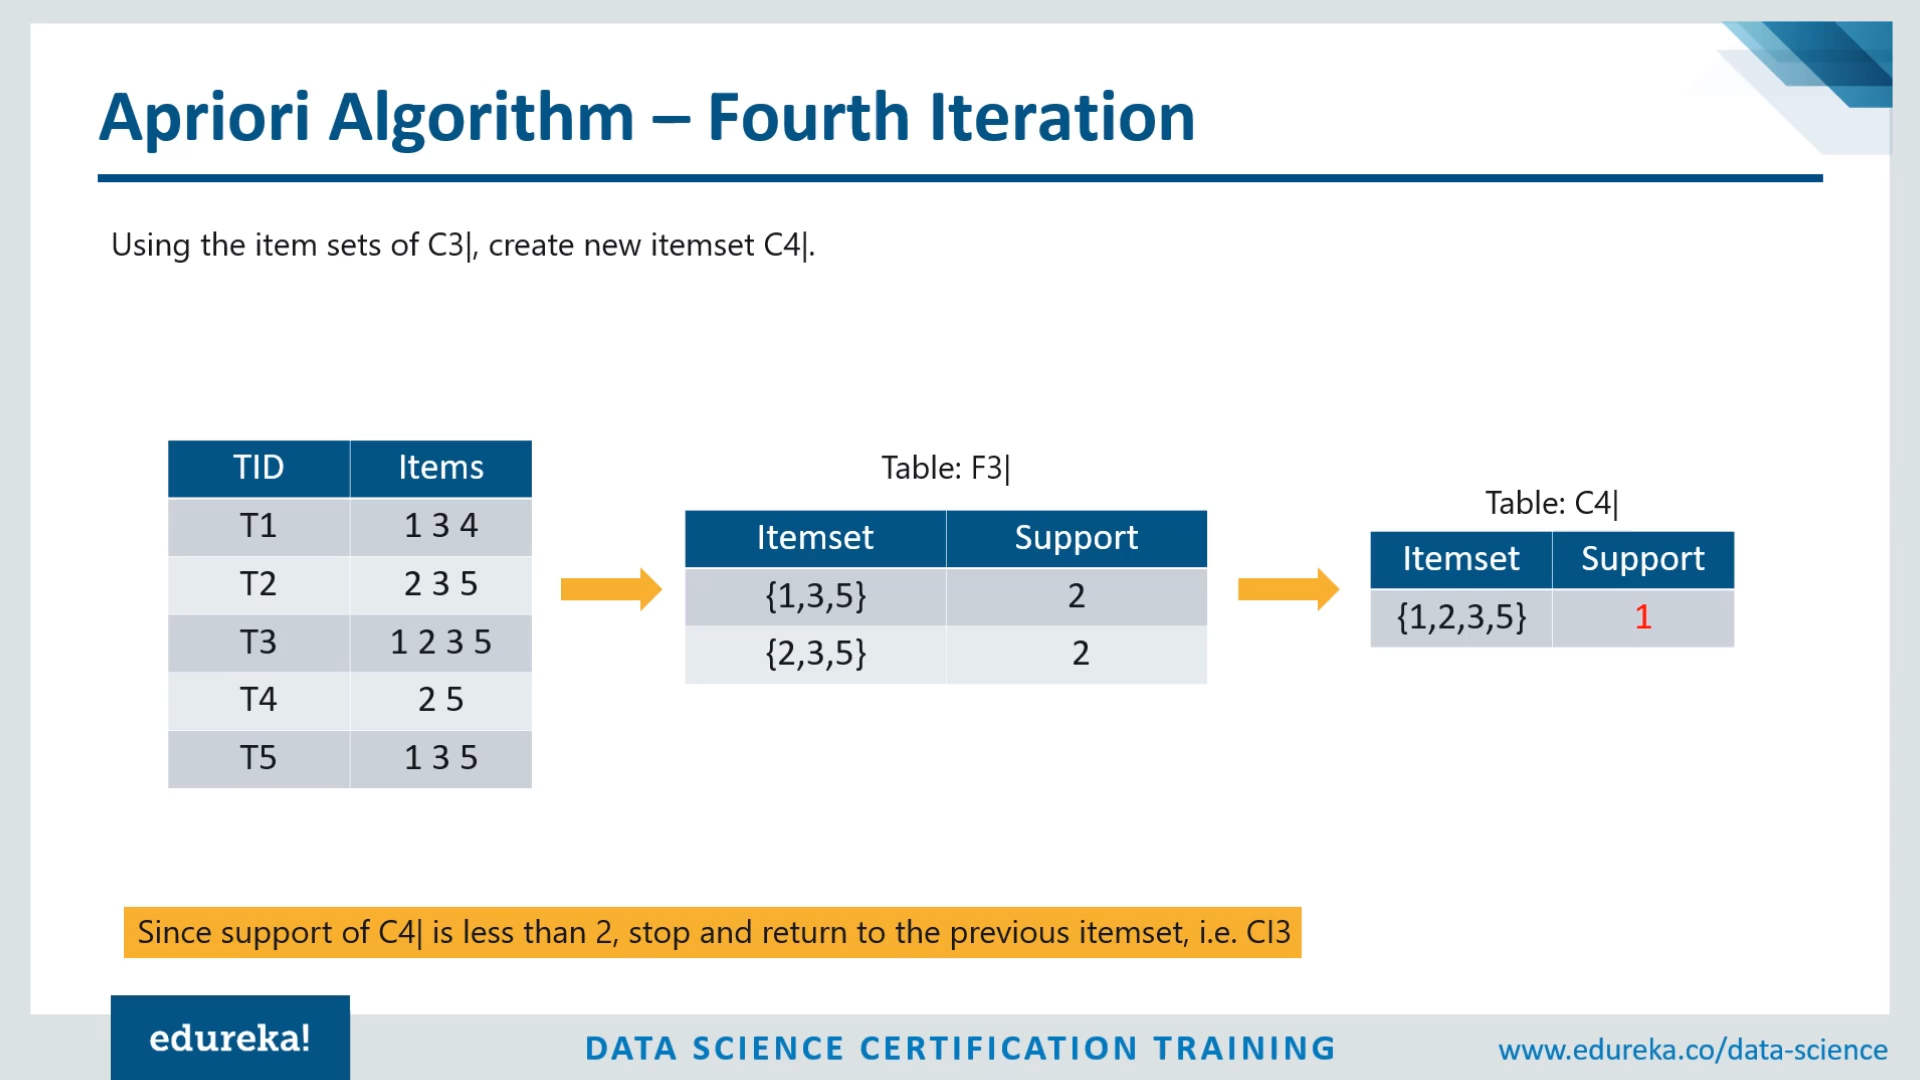 Apriori Algorithm – Fourth Iteration
Using the item sets of C3|, create new itemset C4|.
TID Items
T1 1 3 4
T2 2 3 5
T3 1 2 3 5
T4 2 5
T5 1 3 5
Table: F3|
Itemset Support
{1,3,5} 2
{2,3,5} 2
Table: C4|
Itemset Support
{1,2,3,5} 1
Since support of C4| is less than 2, stop and return to the previous itemset, i.e. CI3
edureka!
DATA SCIENCE CERTIFICATION TRAINING
www.edureka.co/data-science